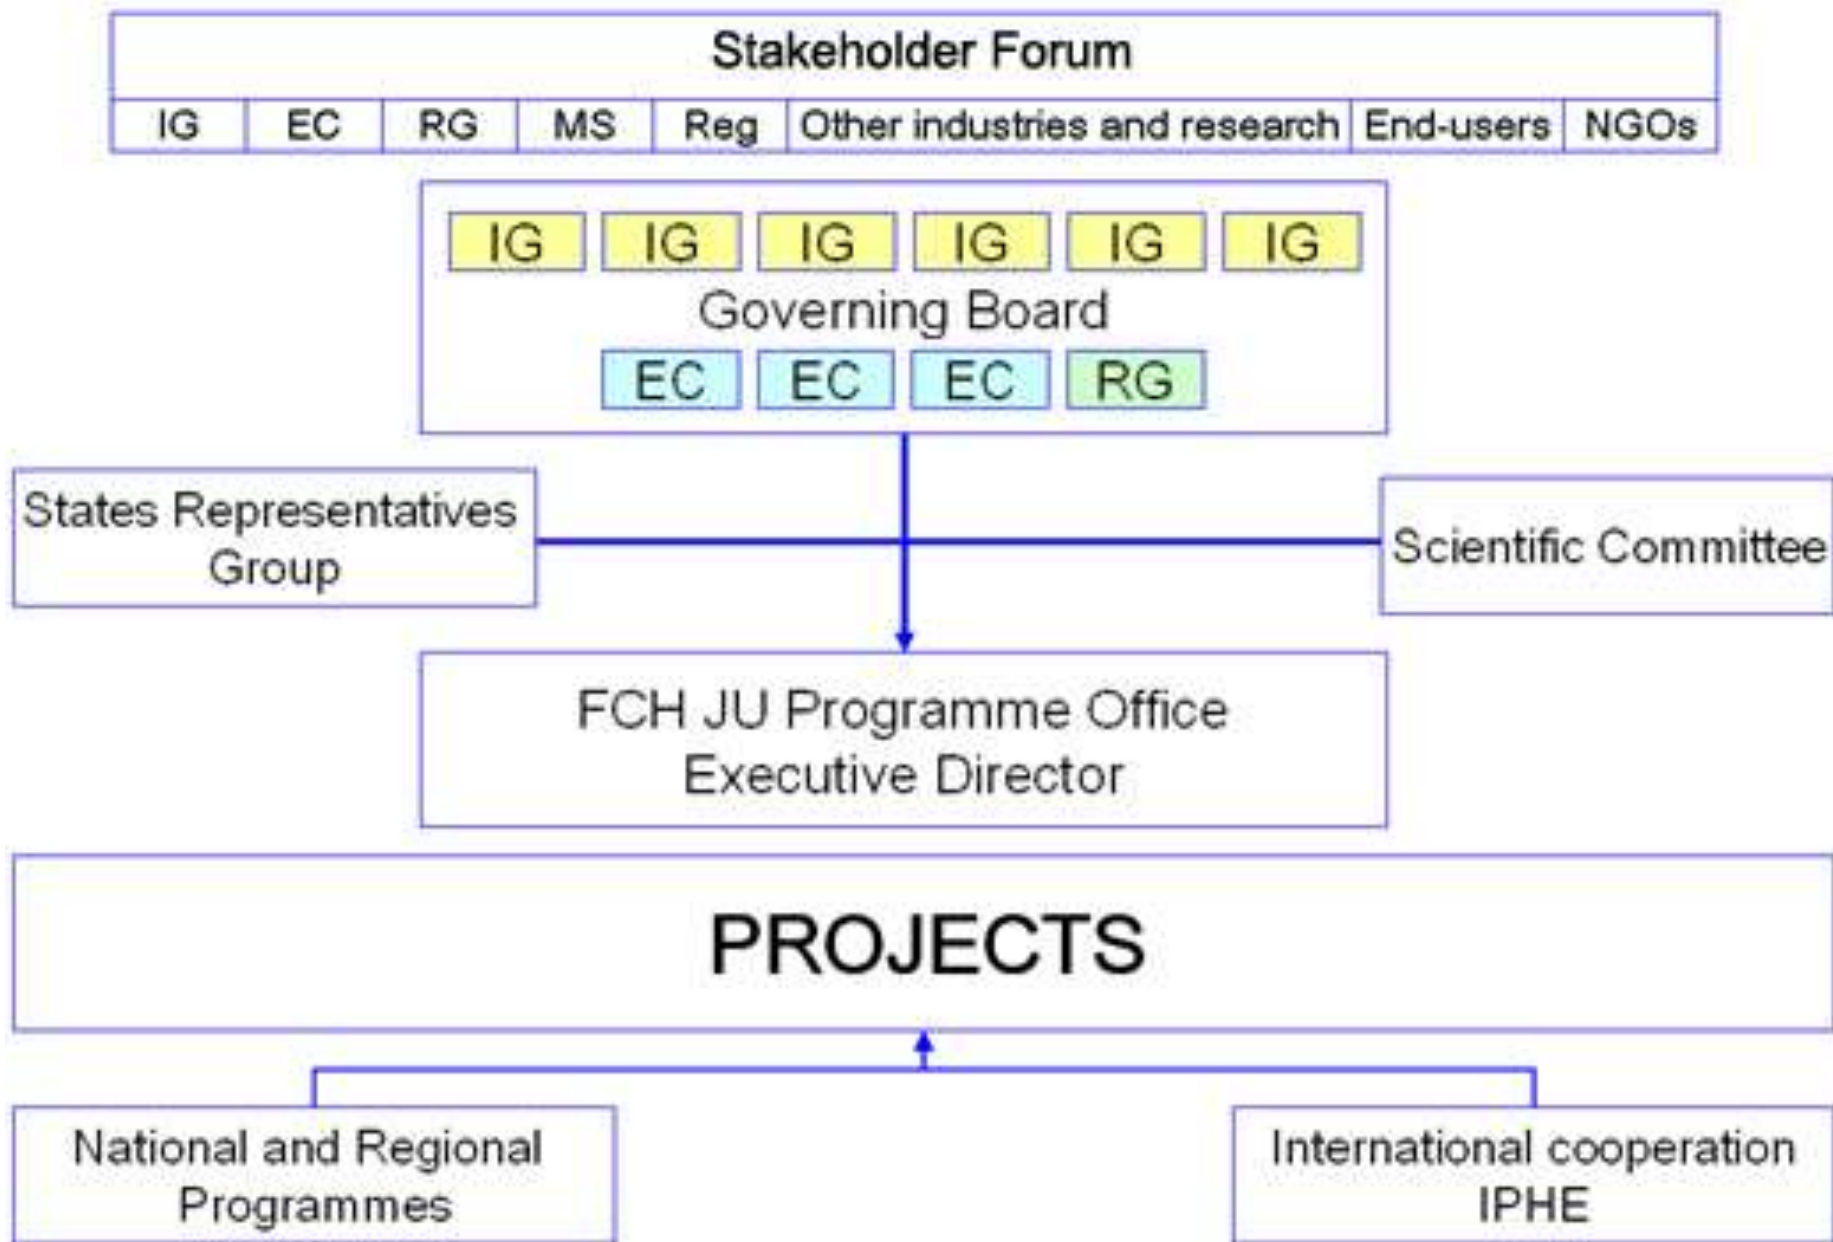 Stakeholder Forum
IG EC RG MS Reg Other industries and research End-users NGOs
IG IG IG IG IG IG
Governing Board
EC EC EC RG
States Representatives
Group
Scientific Committee
FCH JU Programme Office
Executive Director
PROJECTS
National and Regional
Programmes
International cooperation
IPHE